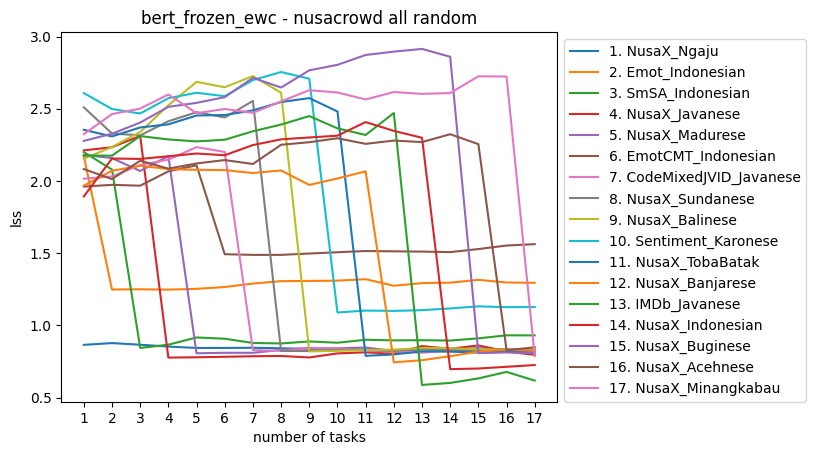 bert_frozen_ewc - nusacrowd all random
lss
3.0
2.5
2.0
1.5
1.0
0.5
1 2 3 4 5 6 7 8 9 10 11 12 13 14 15 16 17
number of tasks
1. NusaX_Ngaju
2. Emot_Indonesian
3. SmSA_Indonesian
4. NusaX_Javanese
5. NusaX_Madurese
6. EmotCMT_Indonesian
7. CodeMixedJVID_Javanese
8. NusaX_Sundanese
9. NusaX_Balinese
10. Sentiment_Karonese
11. NusaX_TobaBatak
12. NusaX_Banjarese
13. IMDb_Javanese
14. NusaX_Indonesian
15. NusaX_Buginese
16. NusaX_Acehnese
17. NusaX_Minangkabau